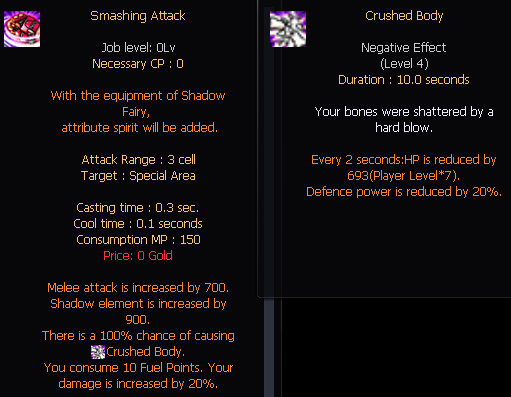 Smashing Attack
Job level: 0Lv
Necessary CP : 0
With the equipment of Shadow
Fairy,
attribute spirit will be added.
Attack Range : 3 cell
Target : Special Area
Casting time : 0.3 sec.
Cool time : 0.1 seconds
Consumption MP : 150
Price: 0 Gold
Melee attack is increased by 700.
Shadow element is increased by
900.
There is a 100% chance of causing
Crushed Body.
You consume 10 Fuel Points. Your
damage is increased by 20%.
Crushed Body
Negative Effect
(Level 4)
Duration : 10.0 seconds
Your bones were shattered by a
hard blow.
Every 2 seconds:HP is reduced by
693(Player Level*7).
Defence power is reduced by 20%.